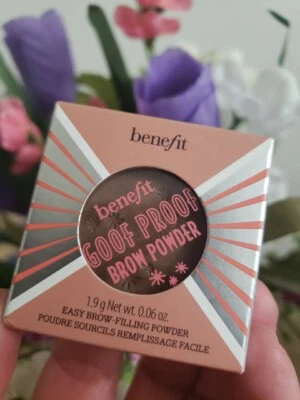 benefit
benefit
GOOF PROOF
BROW POWDER
1.9 g Net wt. 0.06 oz.
EASY BROW-FILLING POWDER
POUDRE SOURCILS REMPLISSAGE FACILE